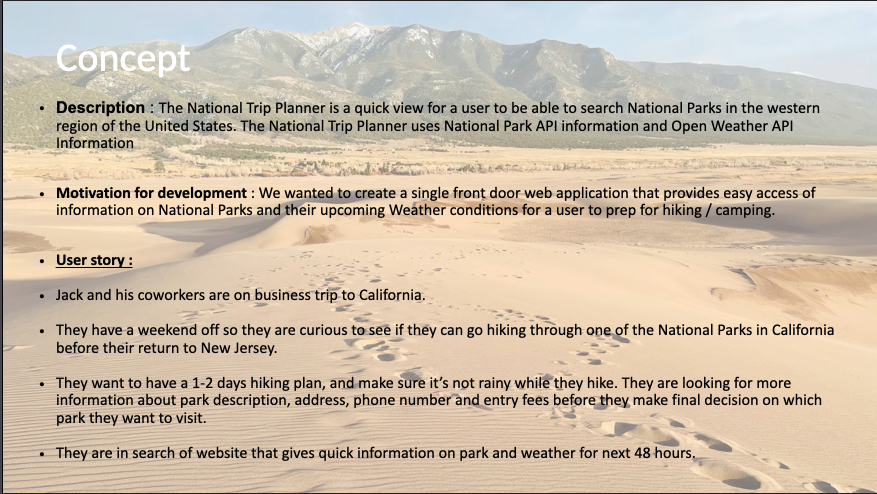 Concept
• Description : The National Trip Planner is a quick view for a user to be able to search National Parks in the western
region of the United States. The National Trip Planner uses National Park API information and Open Weather API
Information
• Motivation for development : We wanted to create a single front door web application that provides easy access of
information on National Parks and their upcoming Weather conditions for a user to prep for hiking / camping.
• User story :
• Jack and his coworkers are on business trip to California.
• They have a weekend off so they are curious to see if they can go hiking through one of the National Parks in California
before their return to New Jersey.
• They want to have a 1-2 days hiking plan, and make sure it’s not rainy while they hike. They are looking for more
information about park description, address, phone number and entry fees before they make final decision on which
park they want to visit.
• They are in search of website that gives quick information on park and weather for next 48 hours.